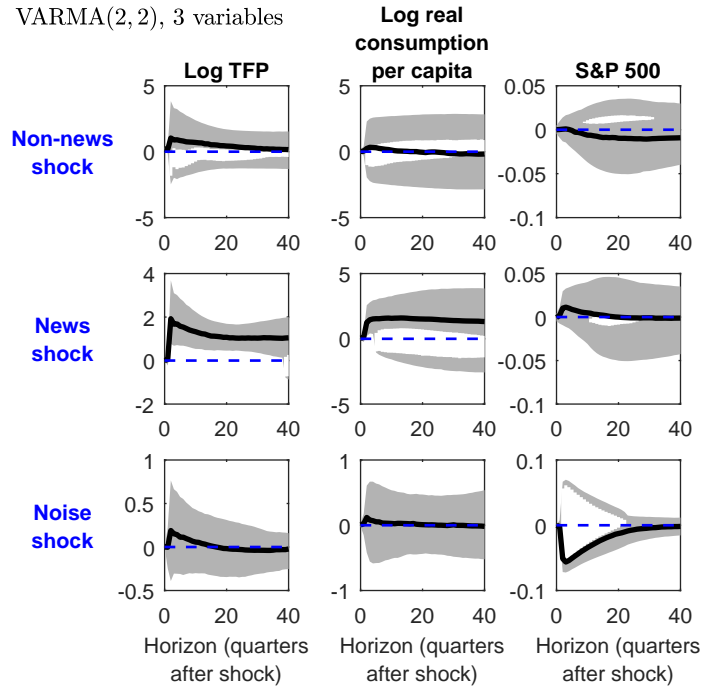 VARMA(2, 2), 3 variables
Log real
consumption
Log TFP per capita S&P 500
Non-news
shock
5
0
-5
0 20 40
5
0
-5
0 20 40
0.05
0
-0.05
-0.1
0 20 40
News
shock
4
2
0
-2
0 20 40
5
0
-5
0 20 40
0.05
0
-0.05
-0.1
0 20 40
Noise
shock
1
0.5
0
-0.5
0 20 40
Horizon (quarters
after shock)
1
0
-1
0 20 40
Horizon (quarters
after shock)
0.1
0
-0.1
0 20 40
Horizon (quarters
after shock)